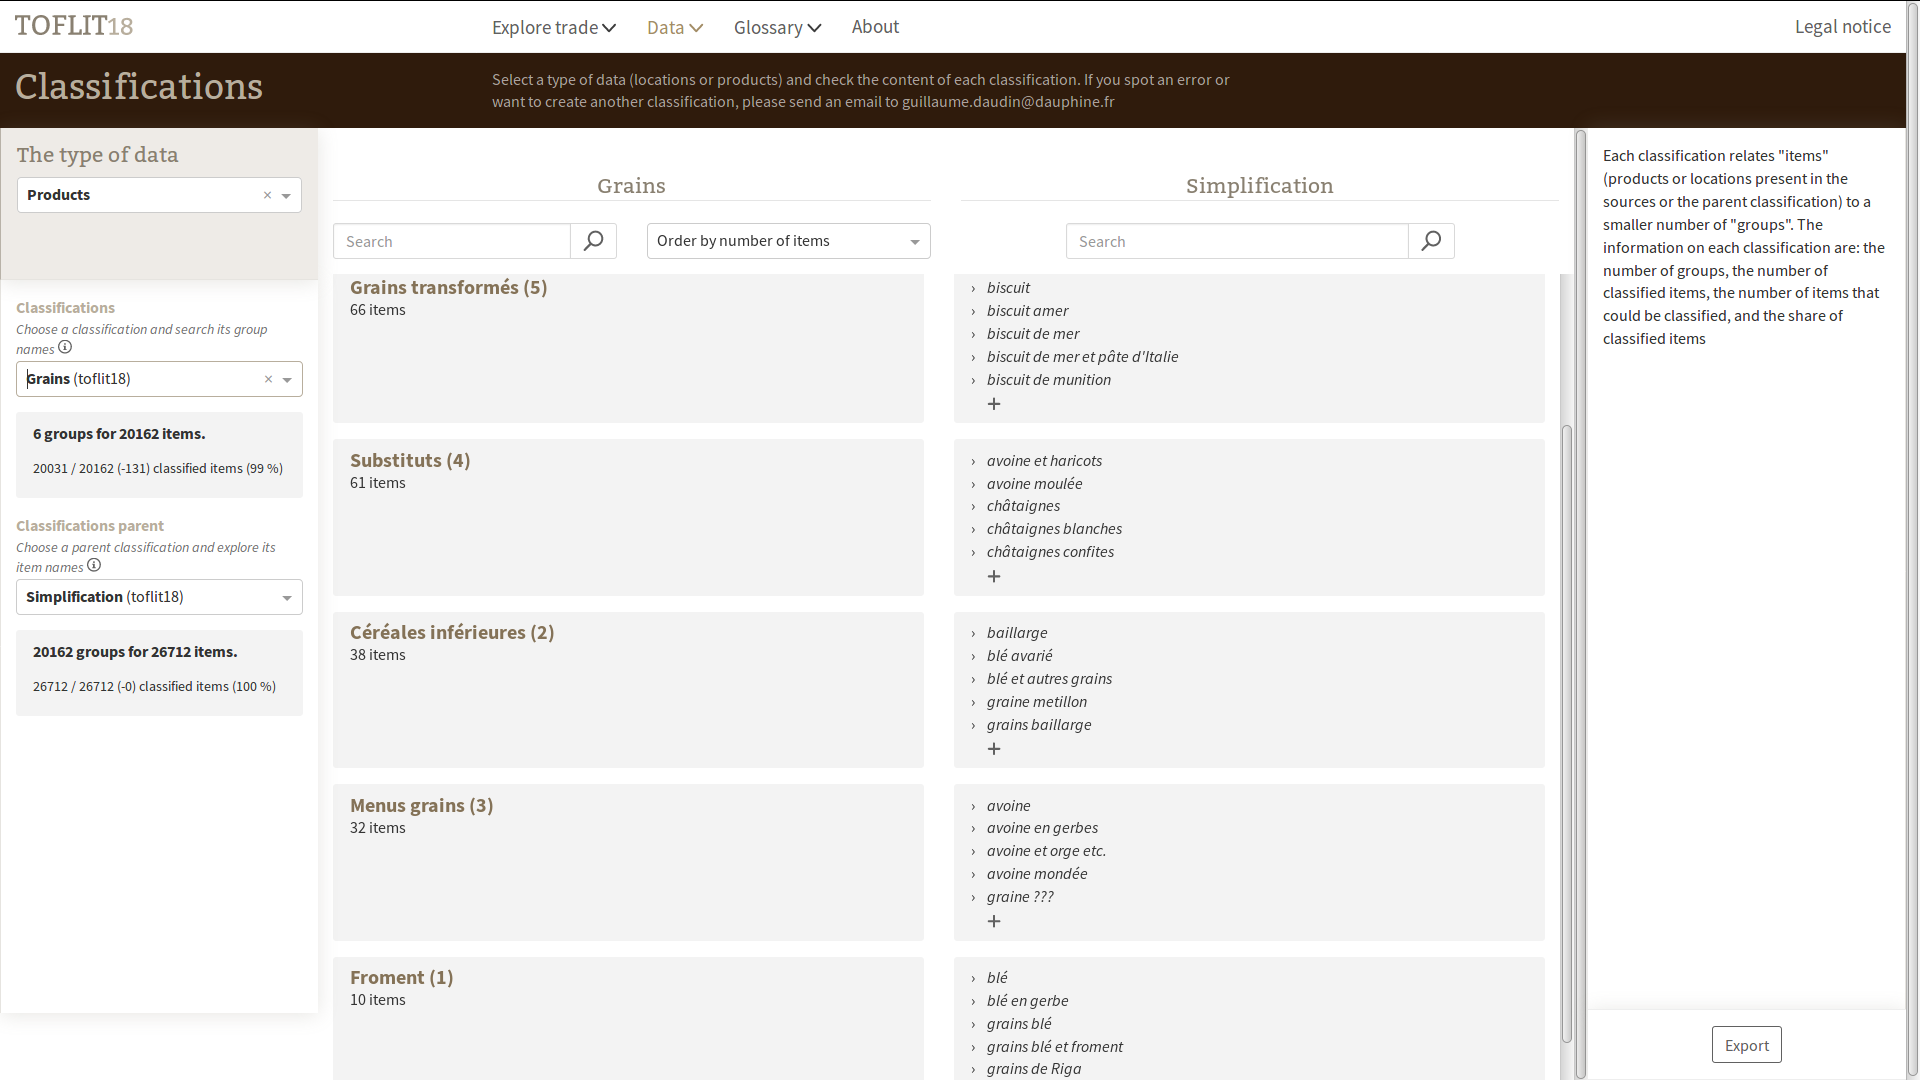 TOFLIT18
Explore trade
Data
Glossary
About
Legal notice
Classifications
Select a type of data (locations or products) and check the content of each classification. If you spot an error or
want to create another classification, please send an email to guillaume.daudin@dauphine.fr
The type of data
Products
×
Classifications
Choose a classification and search its group
names
Grains (toflit18)
×
6 groups for 20162 items.
20031 / 20162 (-131) classified items (99 %)
Classifications parent
Choose a parent classification and explore its
item names
Simplification (toflit18)
20162 groups for 26712 items.
26712 / 26712 (-0) classified items (100 %)
Grains
Search
Order by number of items
Simplification
Search
Grains transformés (5)
66 items
› biscuit
› biscuit amer
› biscuit de mer
› biscuit de mer et pâte d'Italie
› biscuit de munition
+
Substituts (4)
61 items
› avoine et haricots
› avoine moulée
› châtaignes
› châtaignes blanches
› châtaignes confites
+
Céréales inférieures (2)
38 items
› baillarge
› blé avarié
› blé et autres grains
› graine metillon
› grains baillarge
+
Menus grains (3)
32 items
› avoine
› avoine en gerbes
› avoine et orge etc.
› avoine mondée
› graine ???
+
Froment (1)
10 items
› blé
› blé en gerbe
› grains blé
› grains blé et froment
› grains de Riga
Each classification relates "items"
(products or locations present in the
sources or the parent classification) to a
smaller number of "groups". The
information on each classification are: the
number of groups, the number of
classified items, the number of items that
could be classified, and the share of
classified items
Export